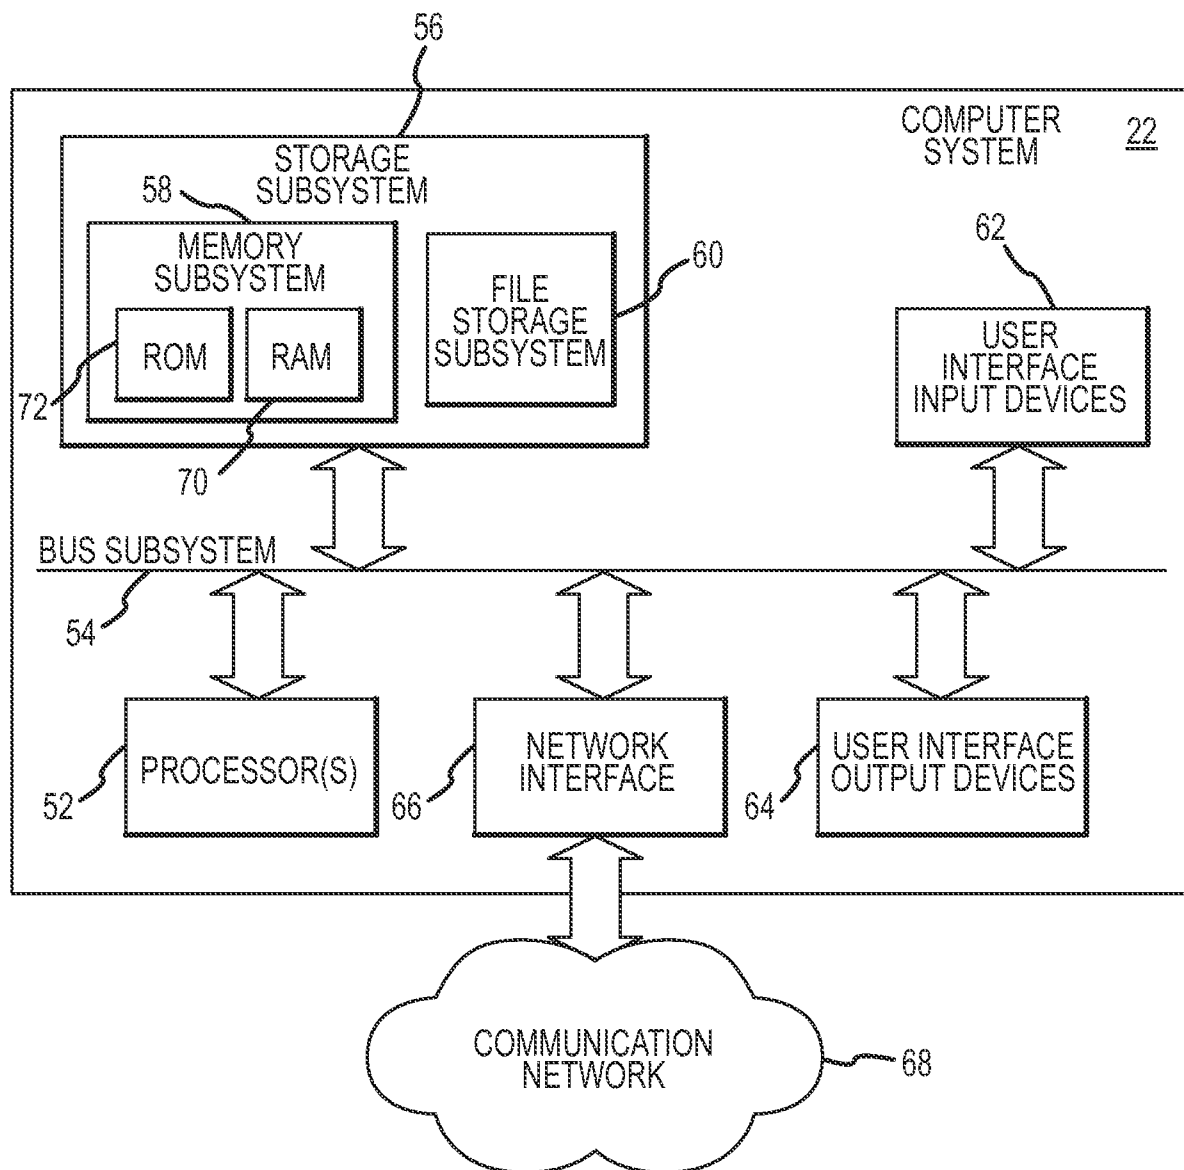 56
COMPUTER
SYSTEM
22
STORAGE
SUBSYSTEM
58
MEMORY
SUBSYSTEM
ROM
RAM
72
70
FILE
STORAGE
SUBSYSTEM
60
62
USER
INTERFACE
INPUT DEVICES
BUS SUBSYSTEM
54
PROCESSOR(S)
52
NETWORK
INTERFACE
66
USER INTERFACE
OUTPUT DEVICES
64
COMMUNICATION
NETWORK
68